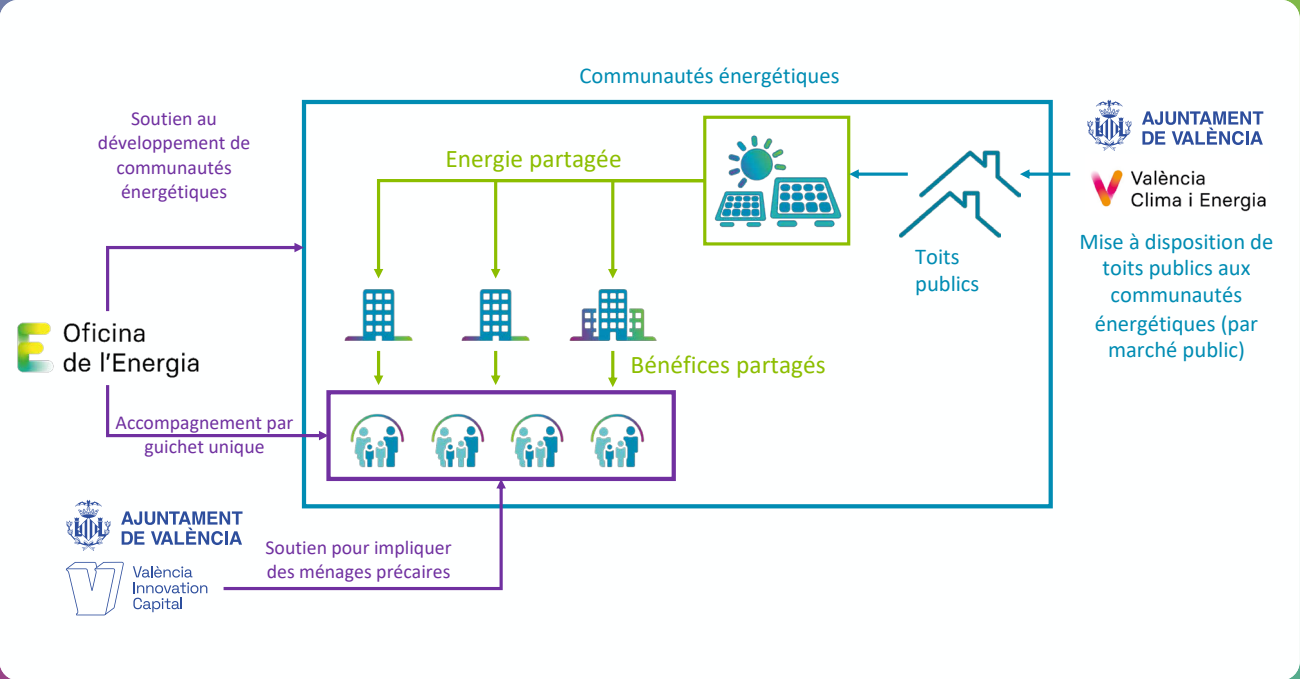 Communautés énergétiques
Soutien au
développement de
communautés
énergétiques
Energie partagée
AJUNTAMENT
DE VALÈNCIA
València
Clima i Energia
Toits
publics
Mise à disposition de
toits publics aux
communautés
énergétiques (par
marché public)
Oficina
de l'Energia
Bénéfices partagés
Accompagnement par
guichet unique
AJUNTAMENT
DE VALÈNCIA
València
Innovation
Capital
Soutien pour impliquer
des ménages précaires